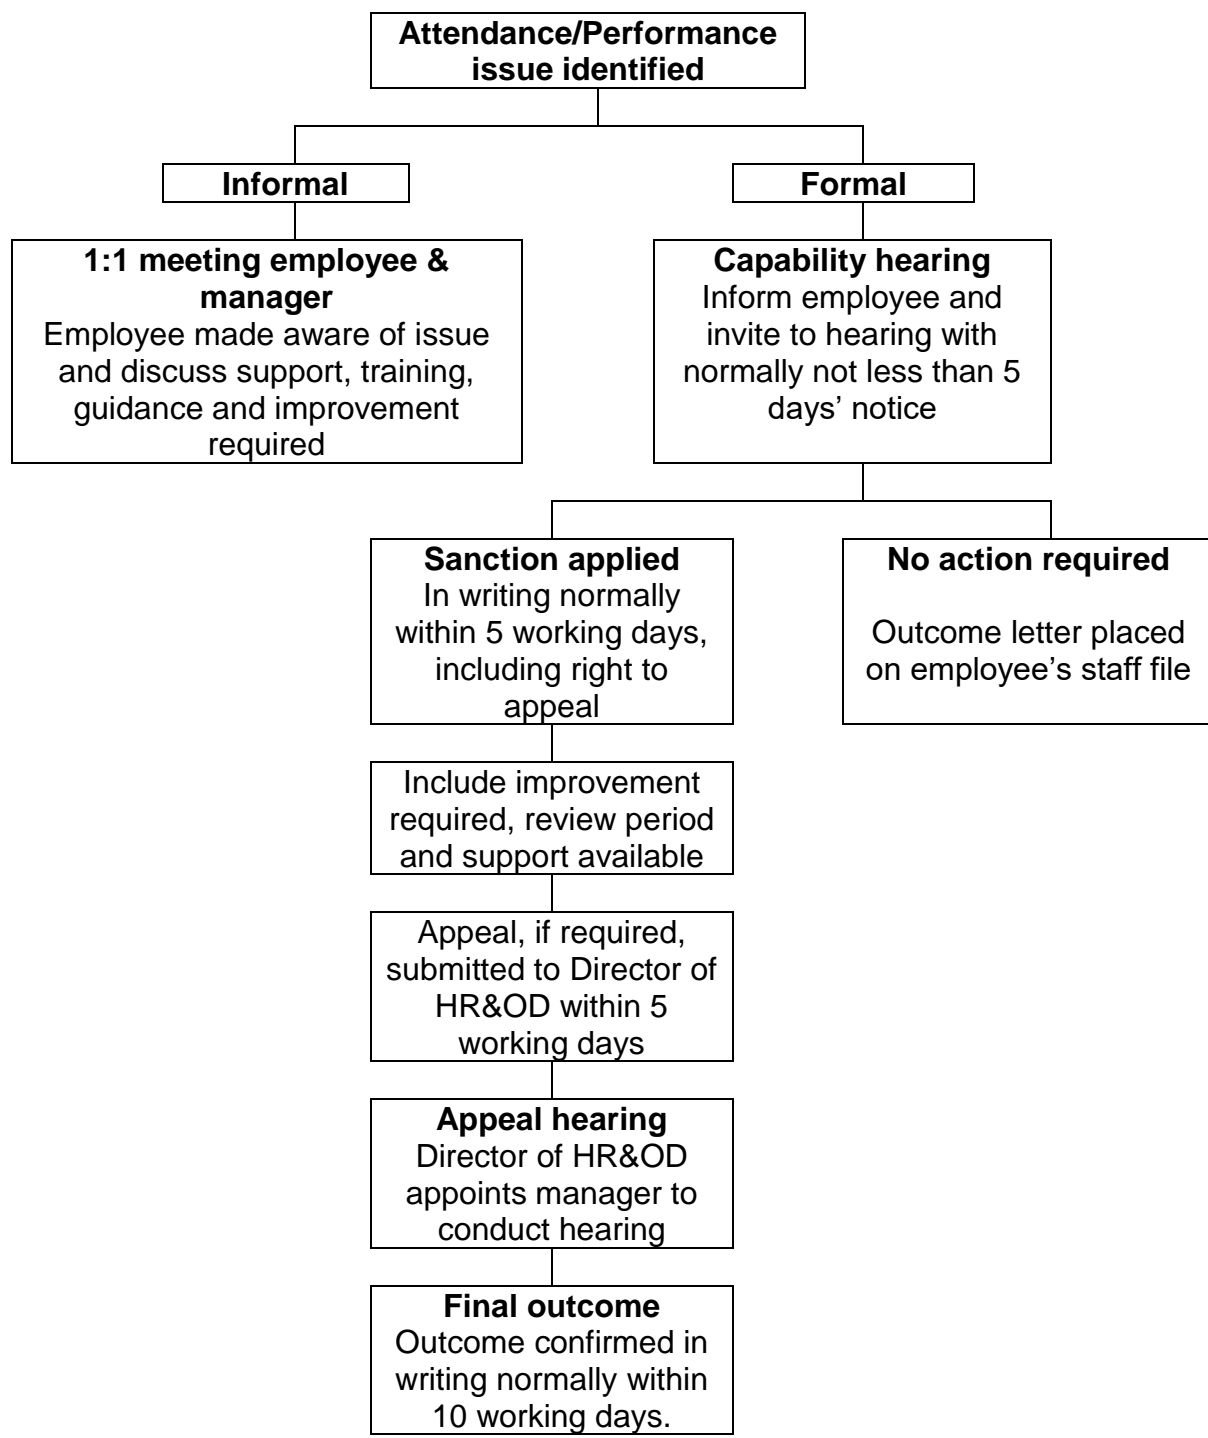 Attendance/Performance
issue identified
Informal
Formal
1:1 meeting employee &
manager
Employee made aware of issue
and discuss support, training,
guidance and improvement
required
Capability hearing
Inform employee and
invite to hearing with
normally not less than 5
days’ notice
Sanction applied
In writing normally
within 5 working days,
including right to
appeal
No action required
Outcome letter placed
on employee’s staff file
Include improvement
required, review period
and support available
Appeal, if required,
submitted to Director of
HR&OD within 5
working days
Appeal hearing
Director of HR&OD
appoints manager to
conduct hearing
Final outcome
Outcome confirmed in
writing normally within
10 working days.